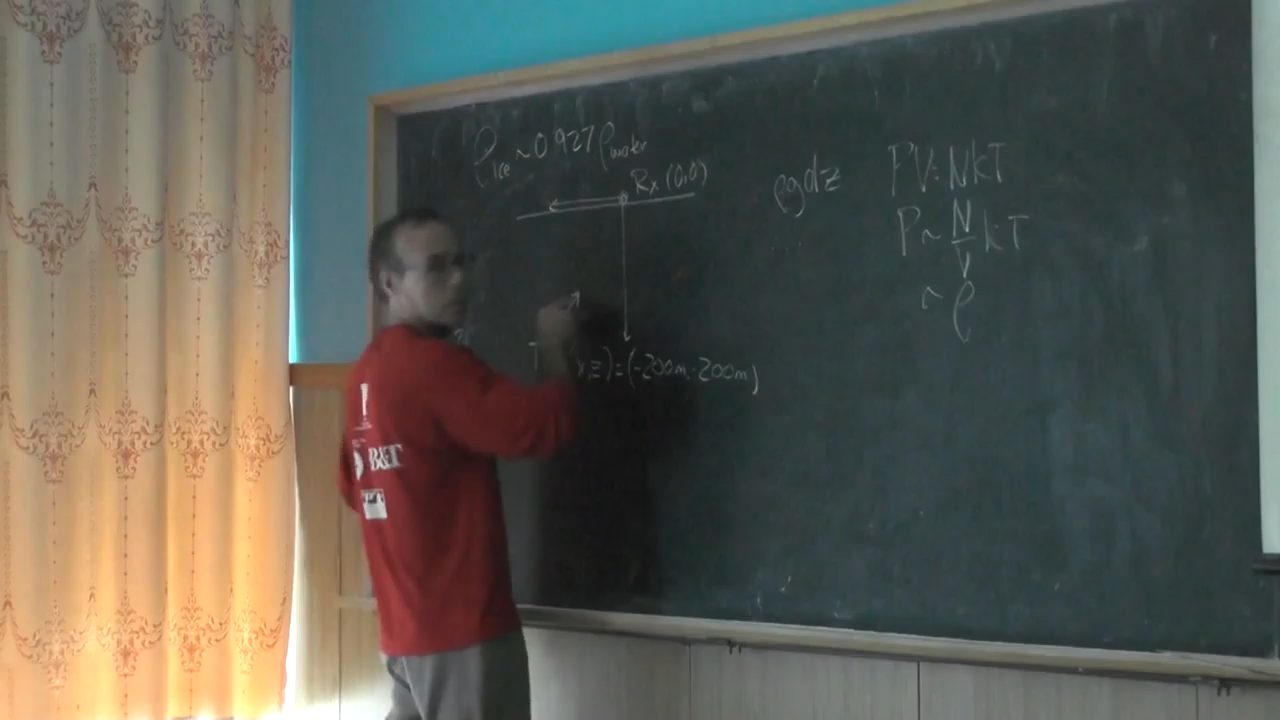 ρice ~ 0.927 ρwater
Rx (0,0)
T x,z) = (-200m, -200m)
ρgdz
PV = NkT
P ~ N/V kT
~ ρ
B&T